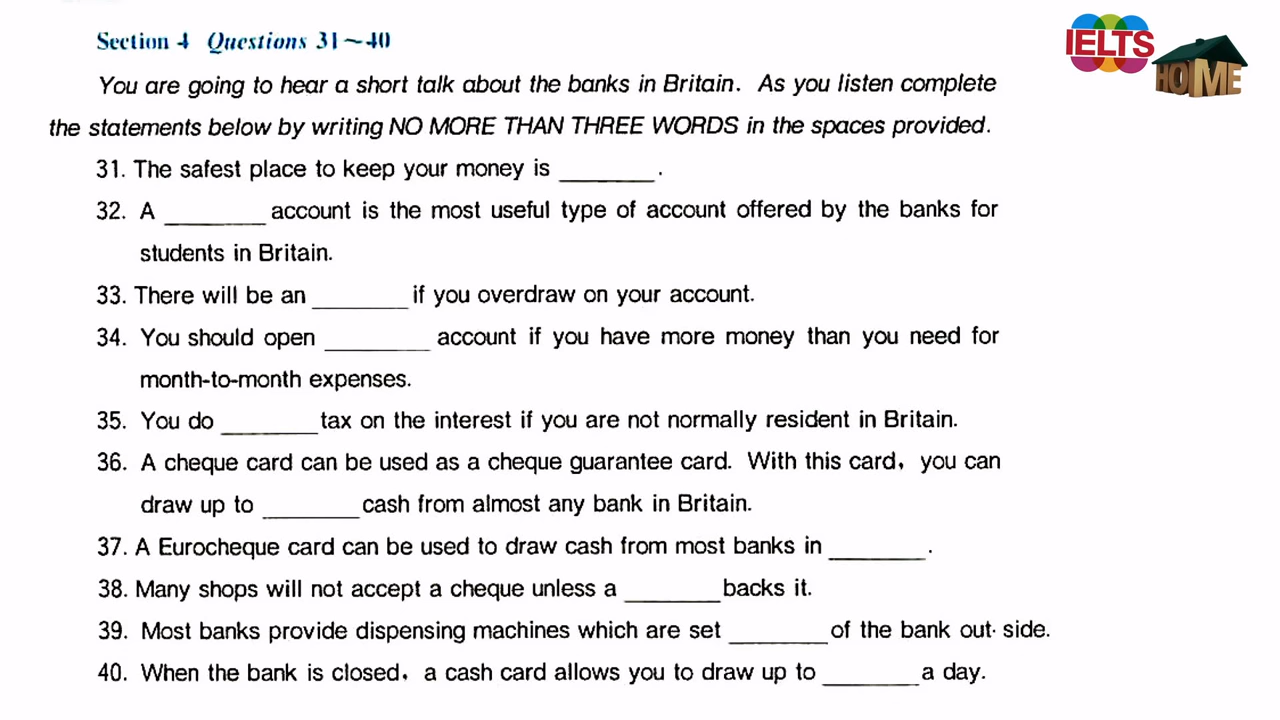 Section 4 Questions 31~40
IELTS
HOME
You are going to hear a short talk about the banks in Britain. As you listen complete
the statements below by writing NO MORE THAN THREE WORDS in the spaces provided.
31. The safest place to keep your money is ________.
32. A ________ account is the most useful type of account offered by the banks for
students in Britain.
33. There will be an ________ if you overdraw on your account.
34. You should open ________ account if you have more money than you need for
month-to-month expenses.
35. You do ________ tax on the interest if you are not normally resident in Britain.
36. A cheque card can be used as a cheque guarantee card. With this card, you can
draw up to ________ cash from almost any bank in Britain.
37. A Eurocheque card can be used to draw cash from most banks in ________.
38. Many shops will not accept a cheque unless a ________ backs it.
39. Most banks provide dispensing machines which are set ________ of the bank out· side.
40. When the bank is closed, a cash card allows you to draw up to ________ a day.